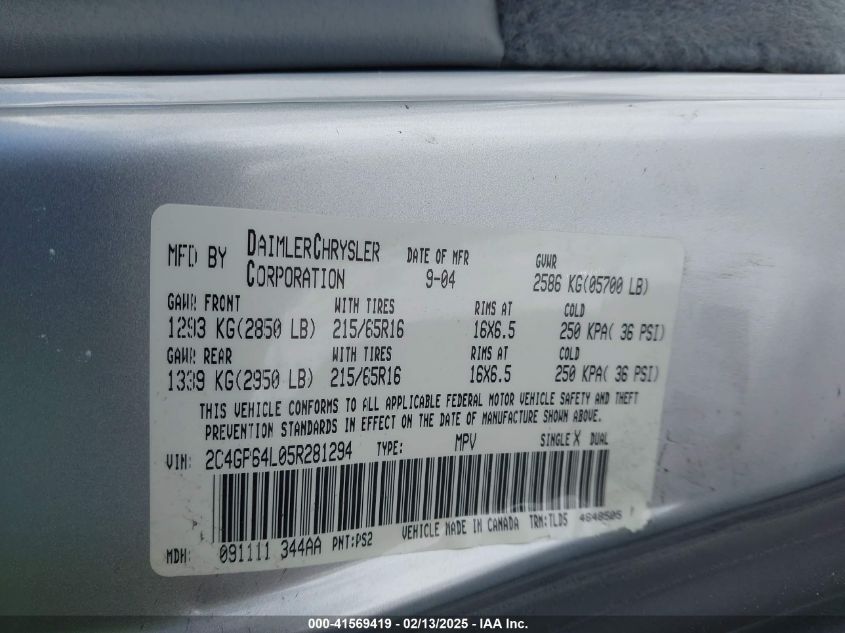 MFD BY DAIMLERCHRYSLER CORPORATION DATE OF MFR 9-04 GVWR 2586 KG(05700 LB)
GAWR FRONT WITH TIRES RIMS AT COLD
1293 KG(2850 LB) 215/65R16 16X6.5 250 KPA( 36 PSI)
GAWR REAR WITH TIRES RIMS AT COLD
1339 KG(2950 LB) 215/65R16 16X6.5 250 KPA( 36 PSI)
THIS VEHICLE CONFORMS TO ALL APPLICABLE FEDERAL MOTOR VEHICLE SAFETY AND THEFT
PREVENTION STANDARDS IN EFFECT ON THE DATE OF MANUFACTURE SHOWN ABOVE.
VIN: 2C4GP64L05R281294 TYPE: MPV SINGLE X DUAL
MDH: 091111 344AA PNT:PS2 VEHICLE MADE IN CANADA TRM:TLD5
000-41569419 - 02/13/2025 - IAA Inc.